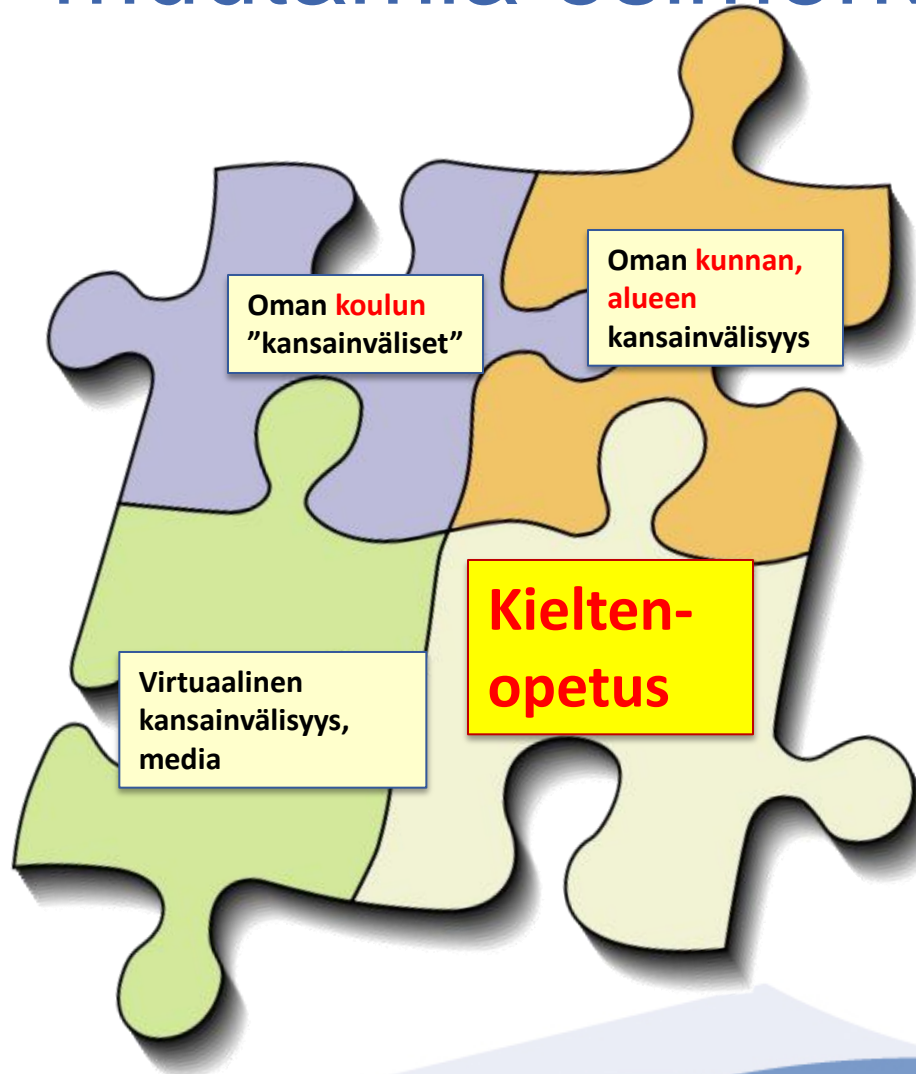 Oman koulun
"kansainväliset"
Oman kunnan,
alueen
kansainvälisyys
Virtuaalinen
kansainvälisyys,
media
Kielten-
opetus